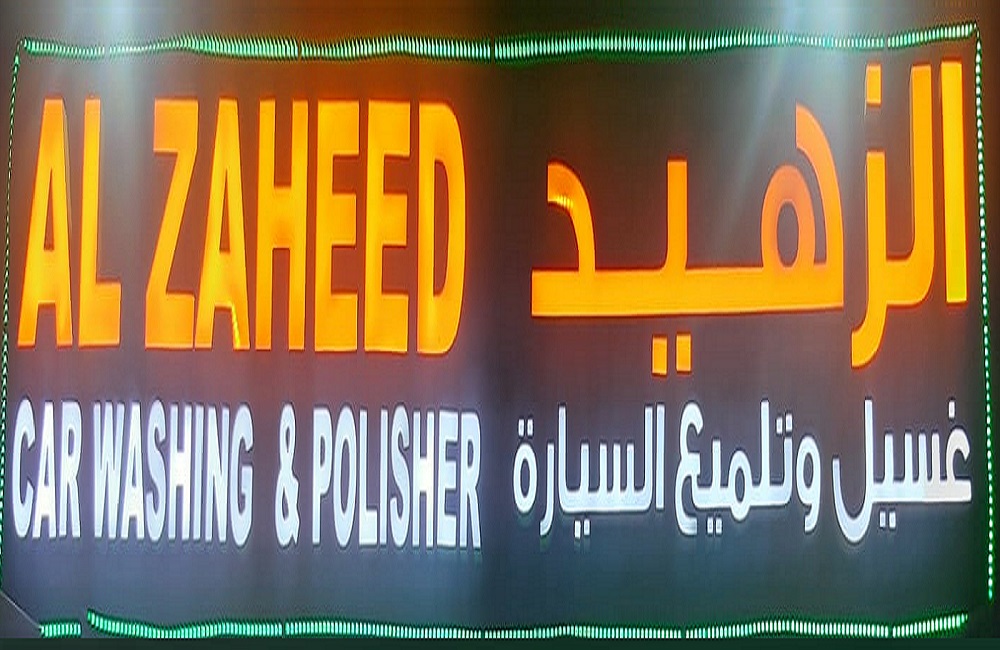 AL ZAHEED
الزهيد
CAR WASHING & POLISHER
غسيل وتلميع السيارة